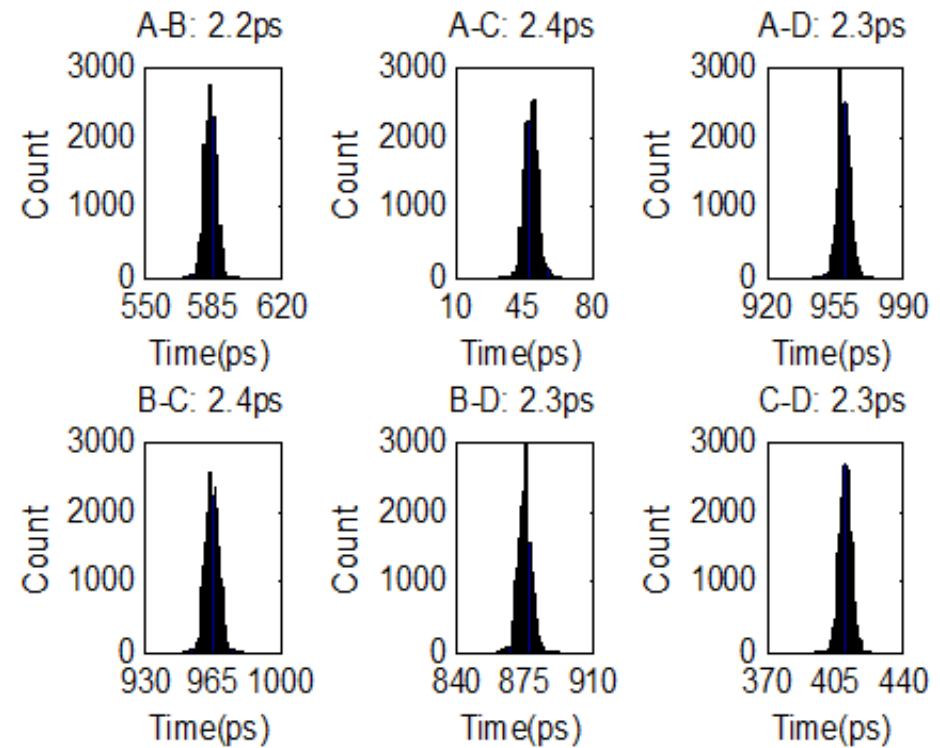 A-B: 2.2ps A-C: 2.4ps A-D: 2.3ps
3000 3000 3000
2000 2000 2000
Count Count Count
1000 1000 1000
0 0 0
550 585 620 10 45 80 920 955 990
Time(ps) Time(ps) Time(ps)
B-C: 2.4ps B-D: 2.3ps C-D: 2.3ps
3000 3000 3000
2000 2000 2000
Count Count Count
1000 1000 1000
0 0 0
930 965 1000 840 875 910 370 405 440
Time(ps) Time(ps) Time(ps)